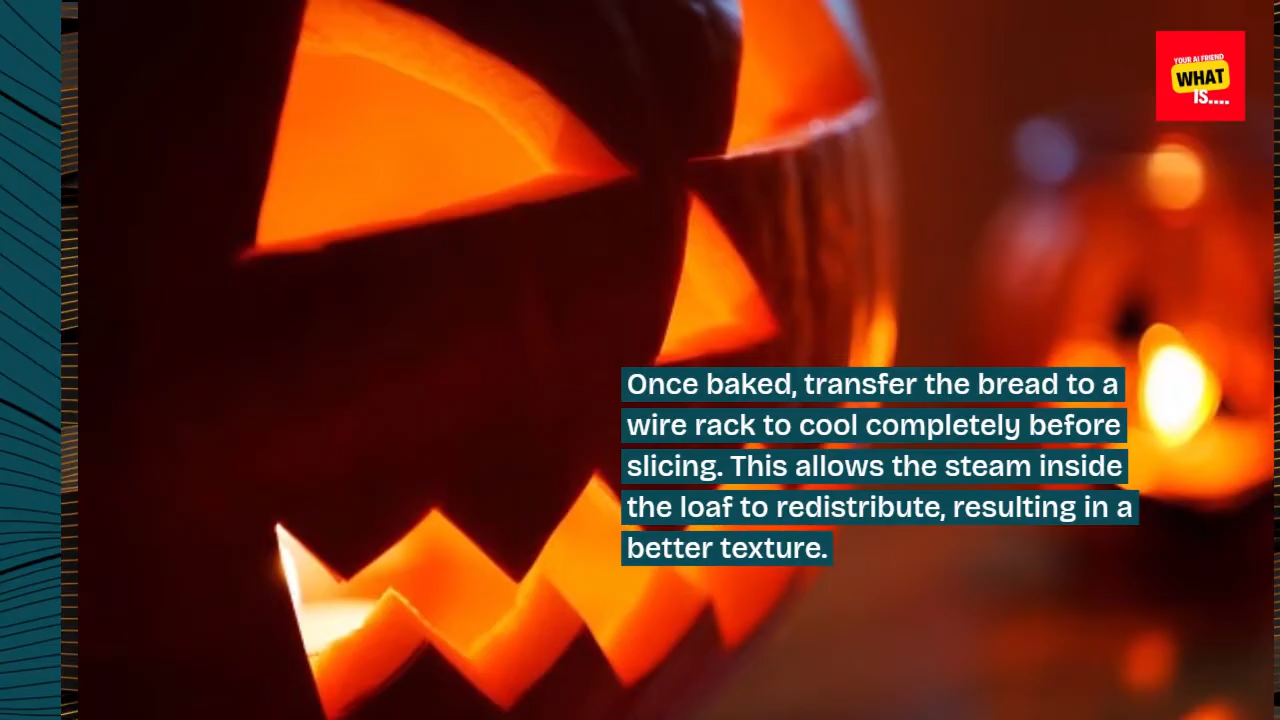 YOUR AI FRIEND
WHAT
IS....
Once baked, transfer the bread to a
wire rack to cool completely before
slicing. This allows the steam inside
the loaf to redistribute, resulting in a
better texture.